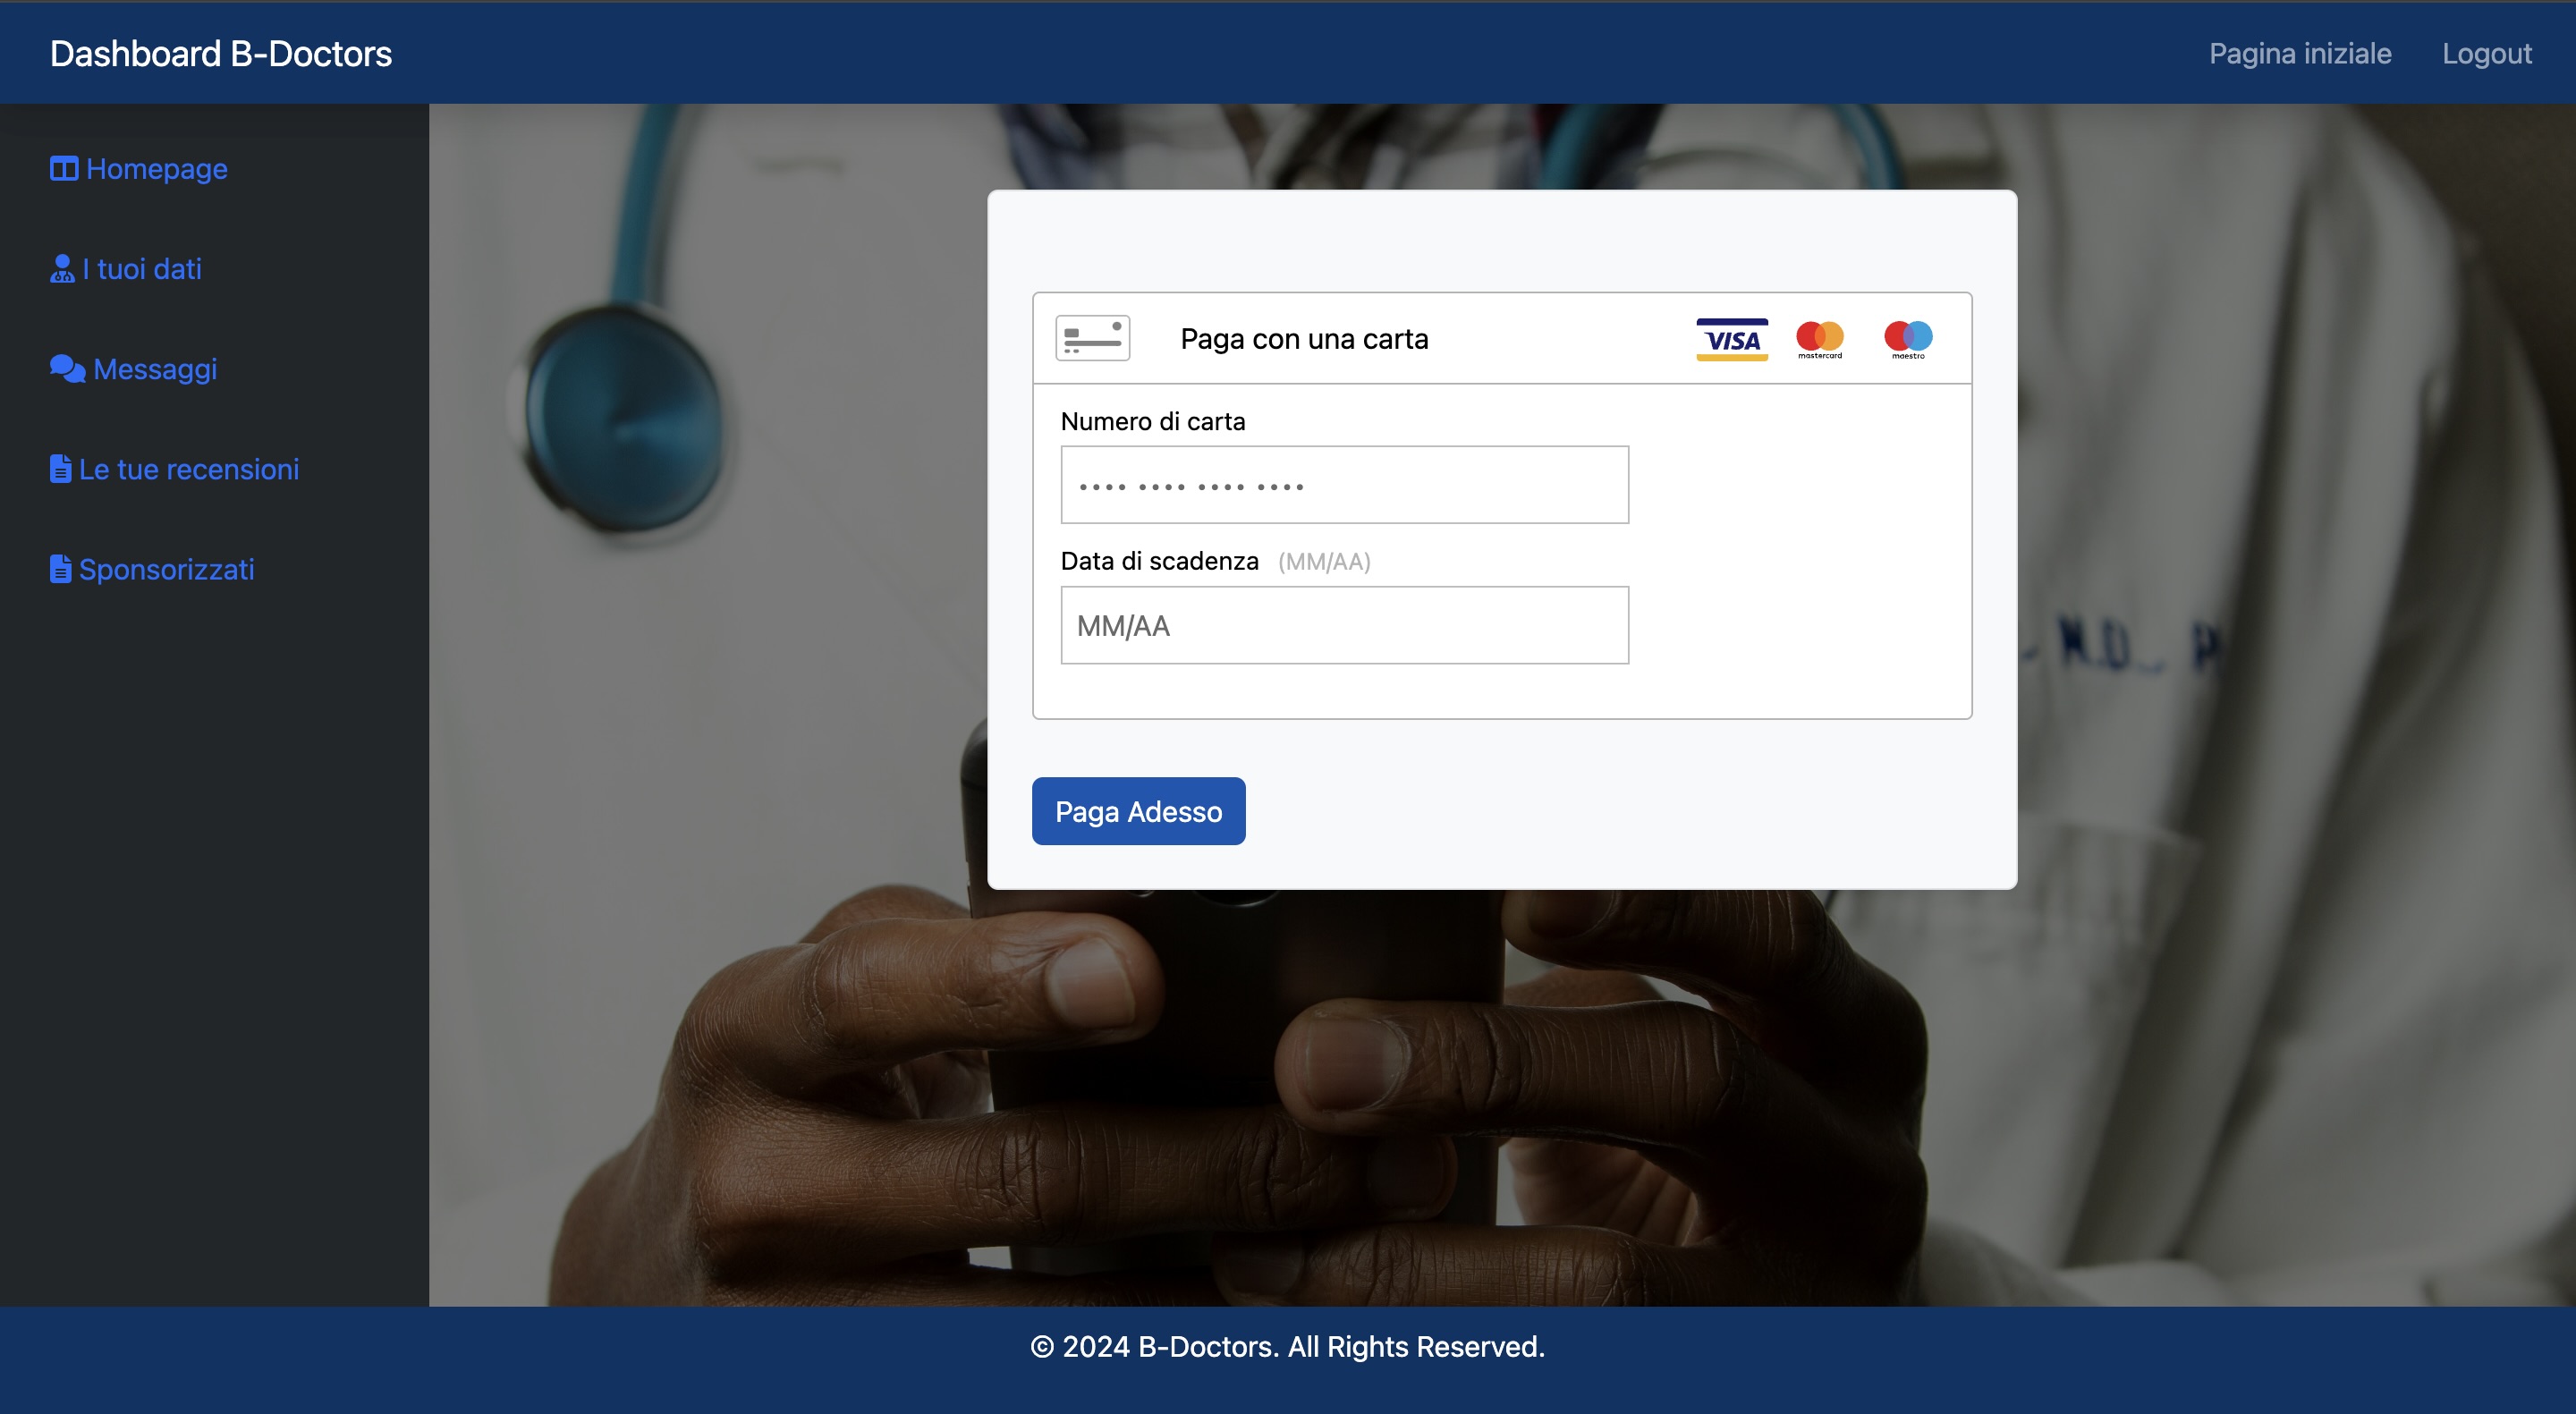 Dashboard B-Doctors
Pagina iniziale
Logout
Homepage
I tuoi dati
Messaggi
Le tue recensioni
Sponsorizzati
Paga con una carta
VISA
mastercard
maestro
Numero di carta
•••• •••• •••• ••••
Data di scadenza (MM/AA)
MM/AA
Paga Adesso
© 2024 B-Doctors. All Rights Reserved.